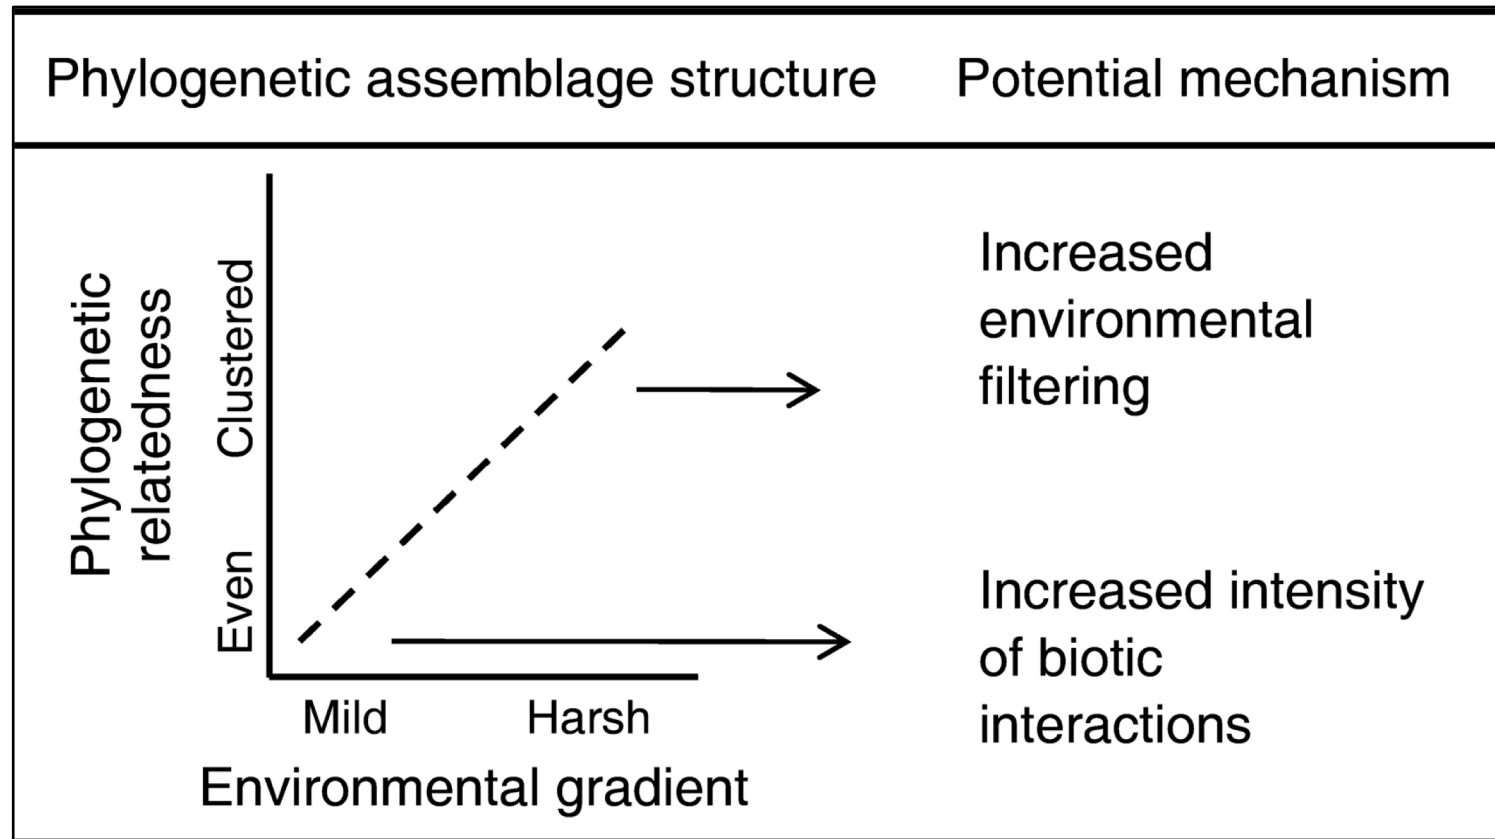 Phylogenetic assemblage structure
Potential mechanism
Phylogenetic
relatedness
Clustered
Even
Mild
Harsh
Environmental gradient
Increased
environmental
filtering
Increased intensity
of biotic
interactions